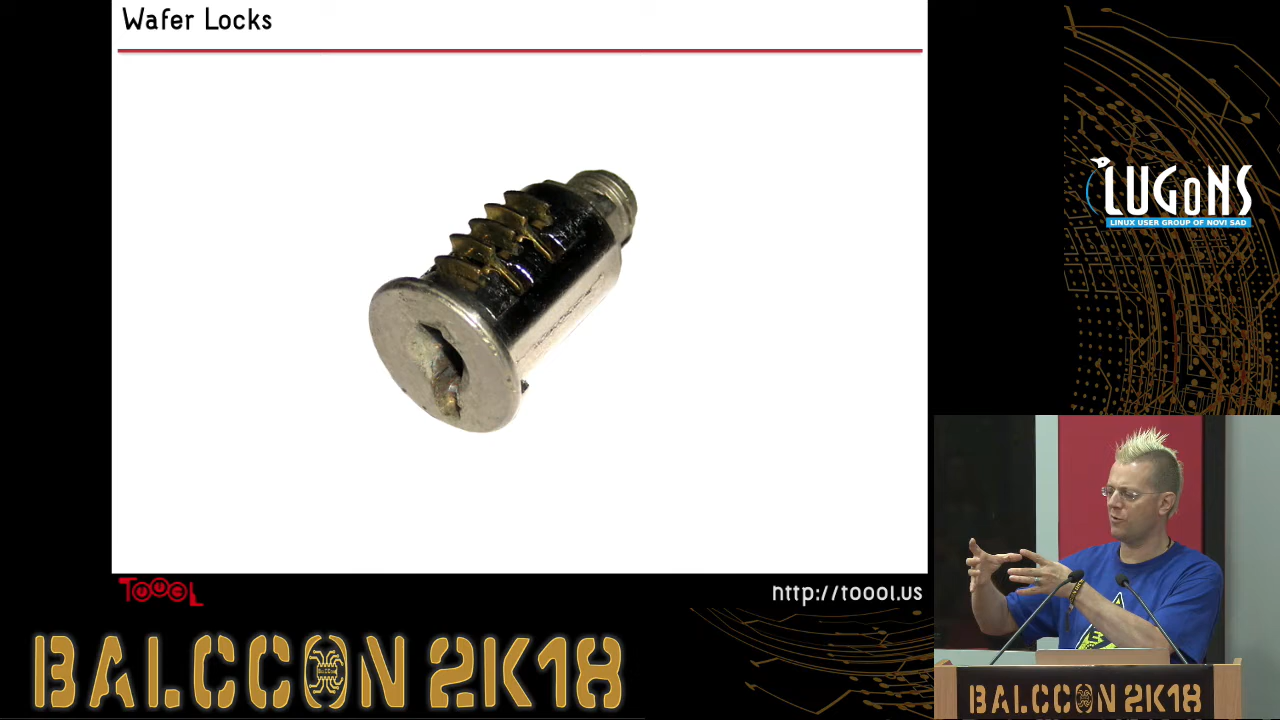 Wafer Locks
LUGoNS
LINUX USER GROUP OF NOVI SAD
TOOOL
http://toool.us
BALCCON 2K18
BALCCON 2K18